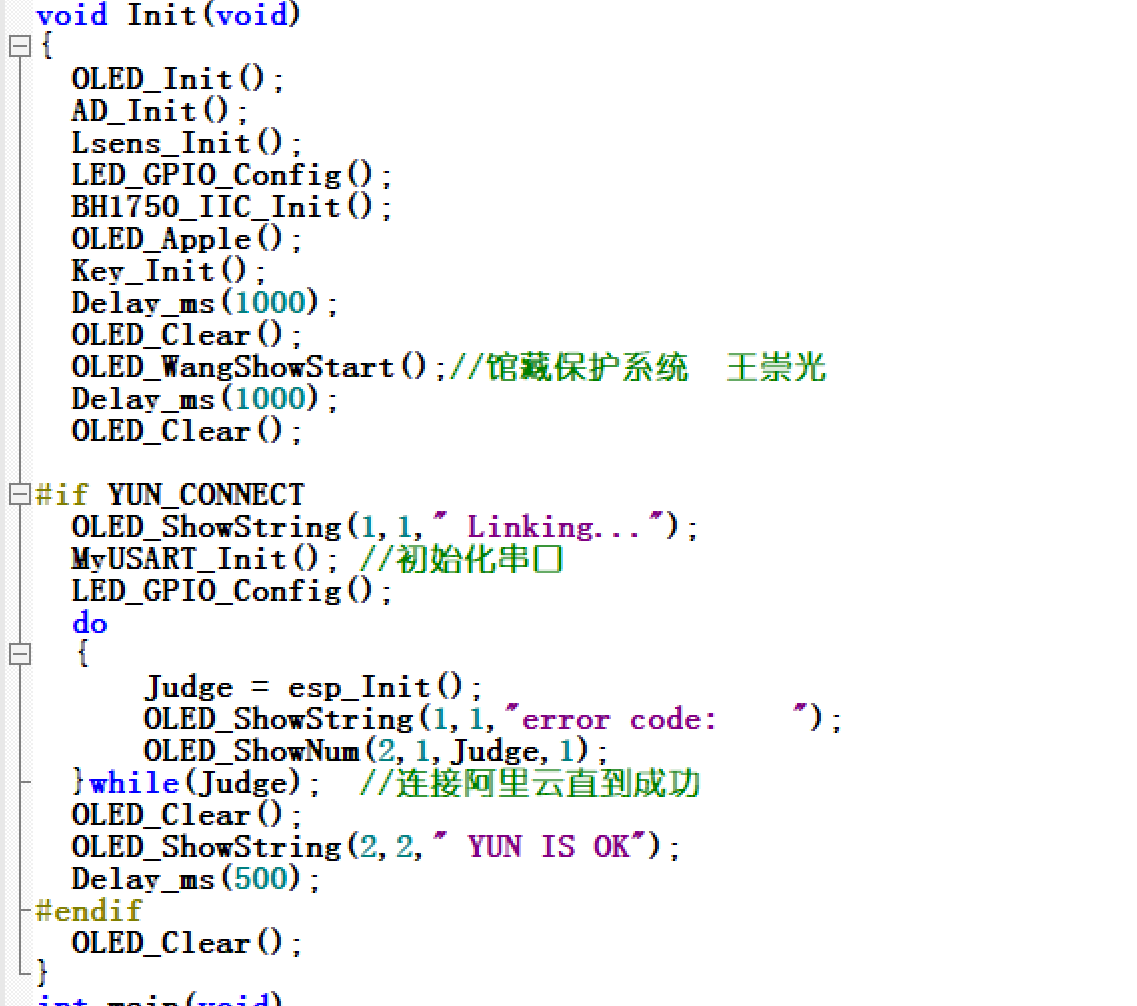 void Init(void)
{
OLED_Init();
AD_Init();
Lsens_Init();
LED_GPIO_Config();
BH1750_IIC_Init();
OLED_Apple();
Key_Init();
Delay_ms(1000);
OLED_Clear();
OLED_WangShowStart();//馆藏保护系统  王崇光
Delay_ms(1000);
OLED_Clear();
#if YUN_CONNECT
OLED_ShowString(1,1," Linking...");
MyUSART_Init(); //初始化串口
LED_GPIO_Config();
do
{
Judge = esp_Init();
OLED_ShowString(1,1,"error code:    ");
OLED_ShowNum(2,1,Judge,1);
}while(Judge);  //连接阿里云直到成功
OLED_Clear();
OLED_ShowString(2,2," YUN IS OK");
Delay_ms(500);
#endif
OLED_Clear();
}
int main(void)